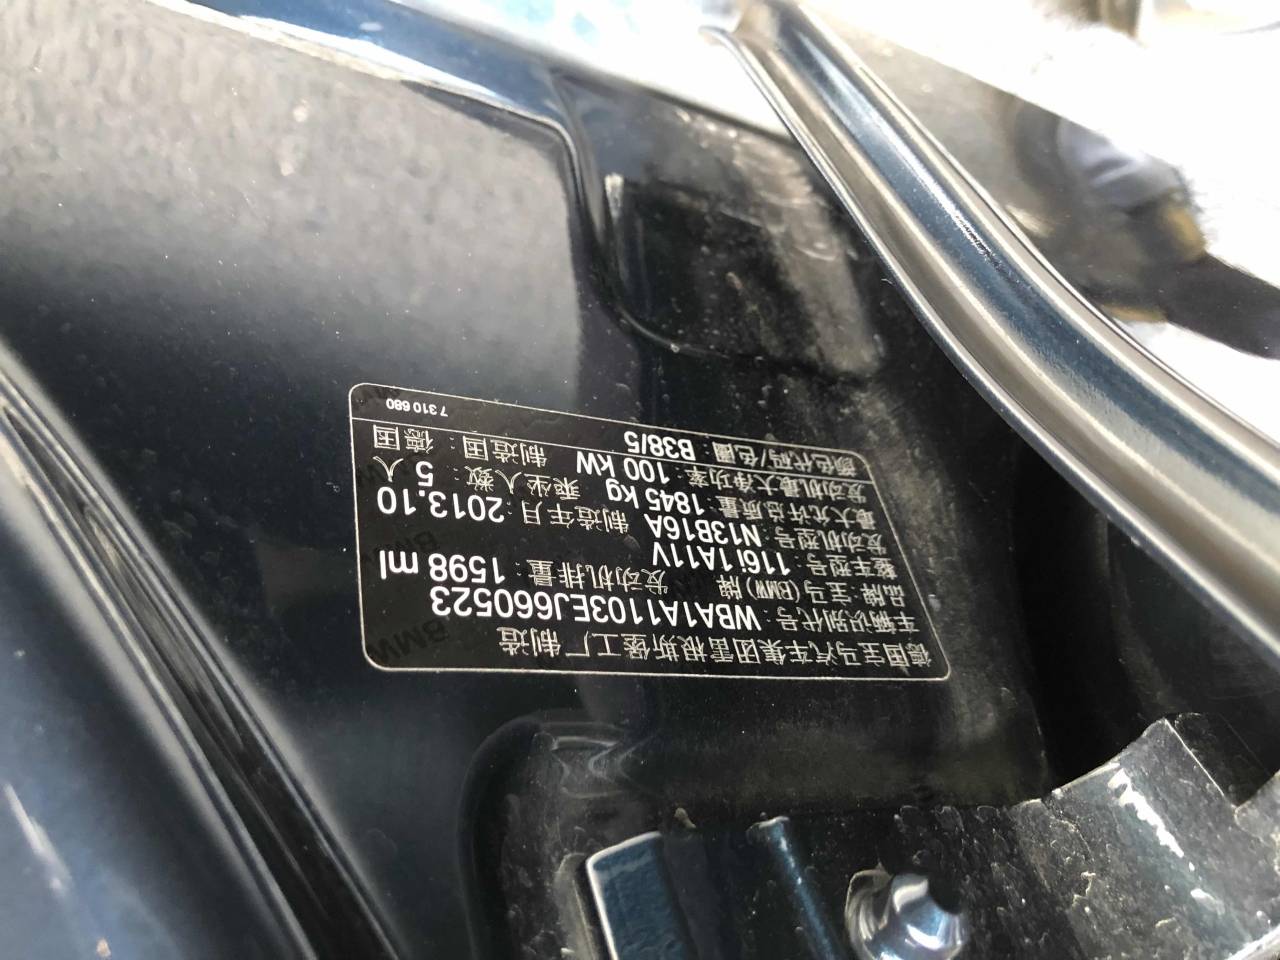 德国宝马汽车集团雷根斯堡工厂制造
车辆识别代号：WBA1A1103EJ660523
品牌：宝马(BMW)牌 发动机排量：1598 ml
整车型号：116i 1A11V
发动机型号：N13B16A 制造年月：2013.10
最大允许总质量：1845 kg 乘坐人数：5 人
发动机最大净功率：100 kW 制造国：德国
颜色代码/色圈：B38/5
7 310 680
BMW